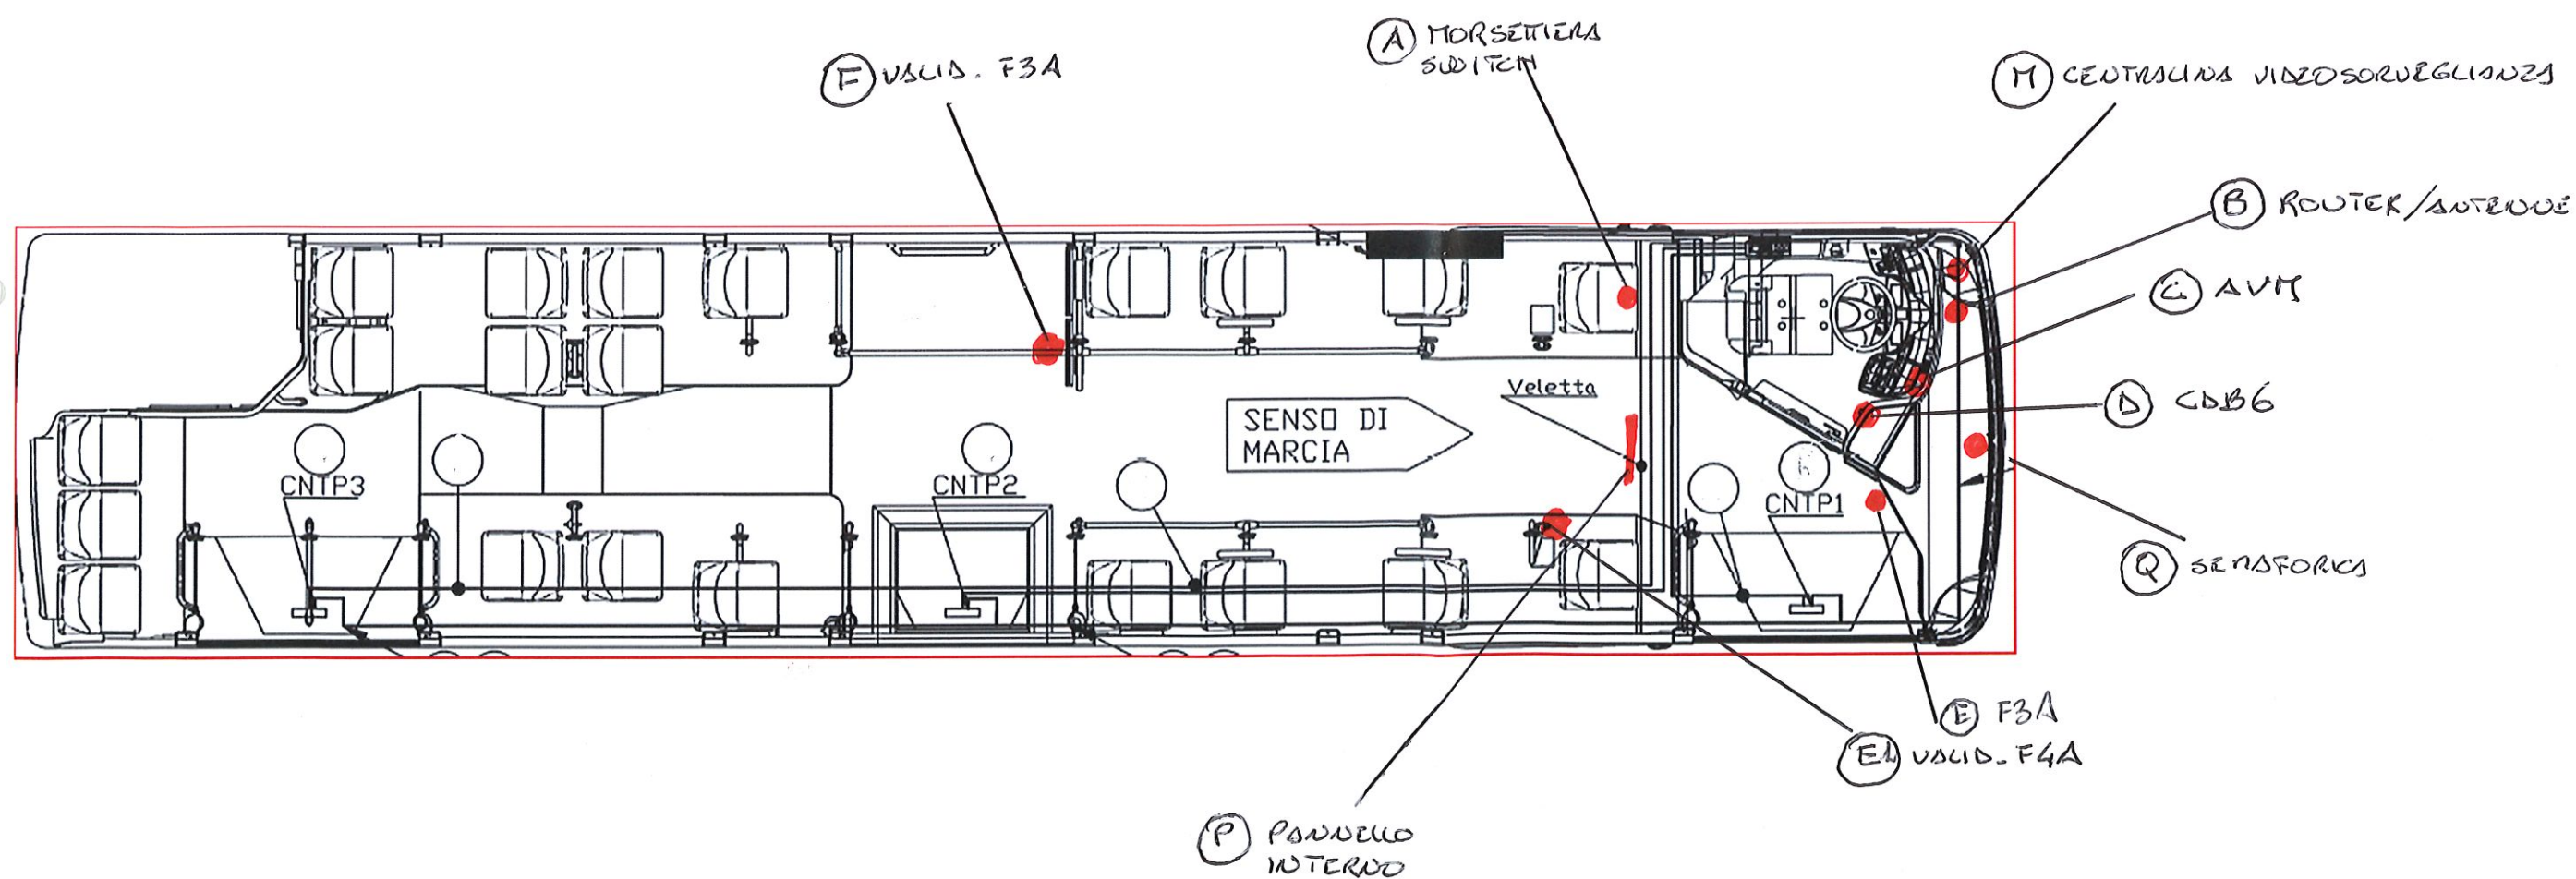 A MORSETTIERA
SWITCH
F VALID. F3A
M CENTRALINA VIDEOSORVEGLIANZA
B ROUTER/ANTENNE
G AVM
D CDB6
Veletta
SENSO DI
MARCIA
CNTP3
CNTP2
CNTP1
Q SEMAFORICA
E F3A
E1 VALID. F4A
P PANNELLO
INTERNO